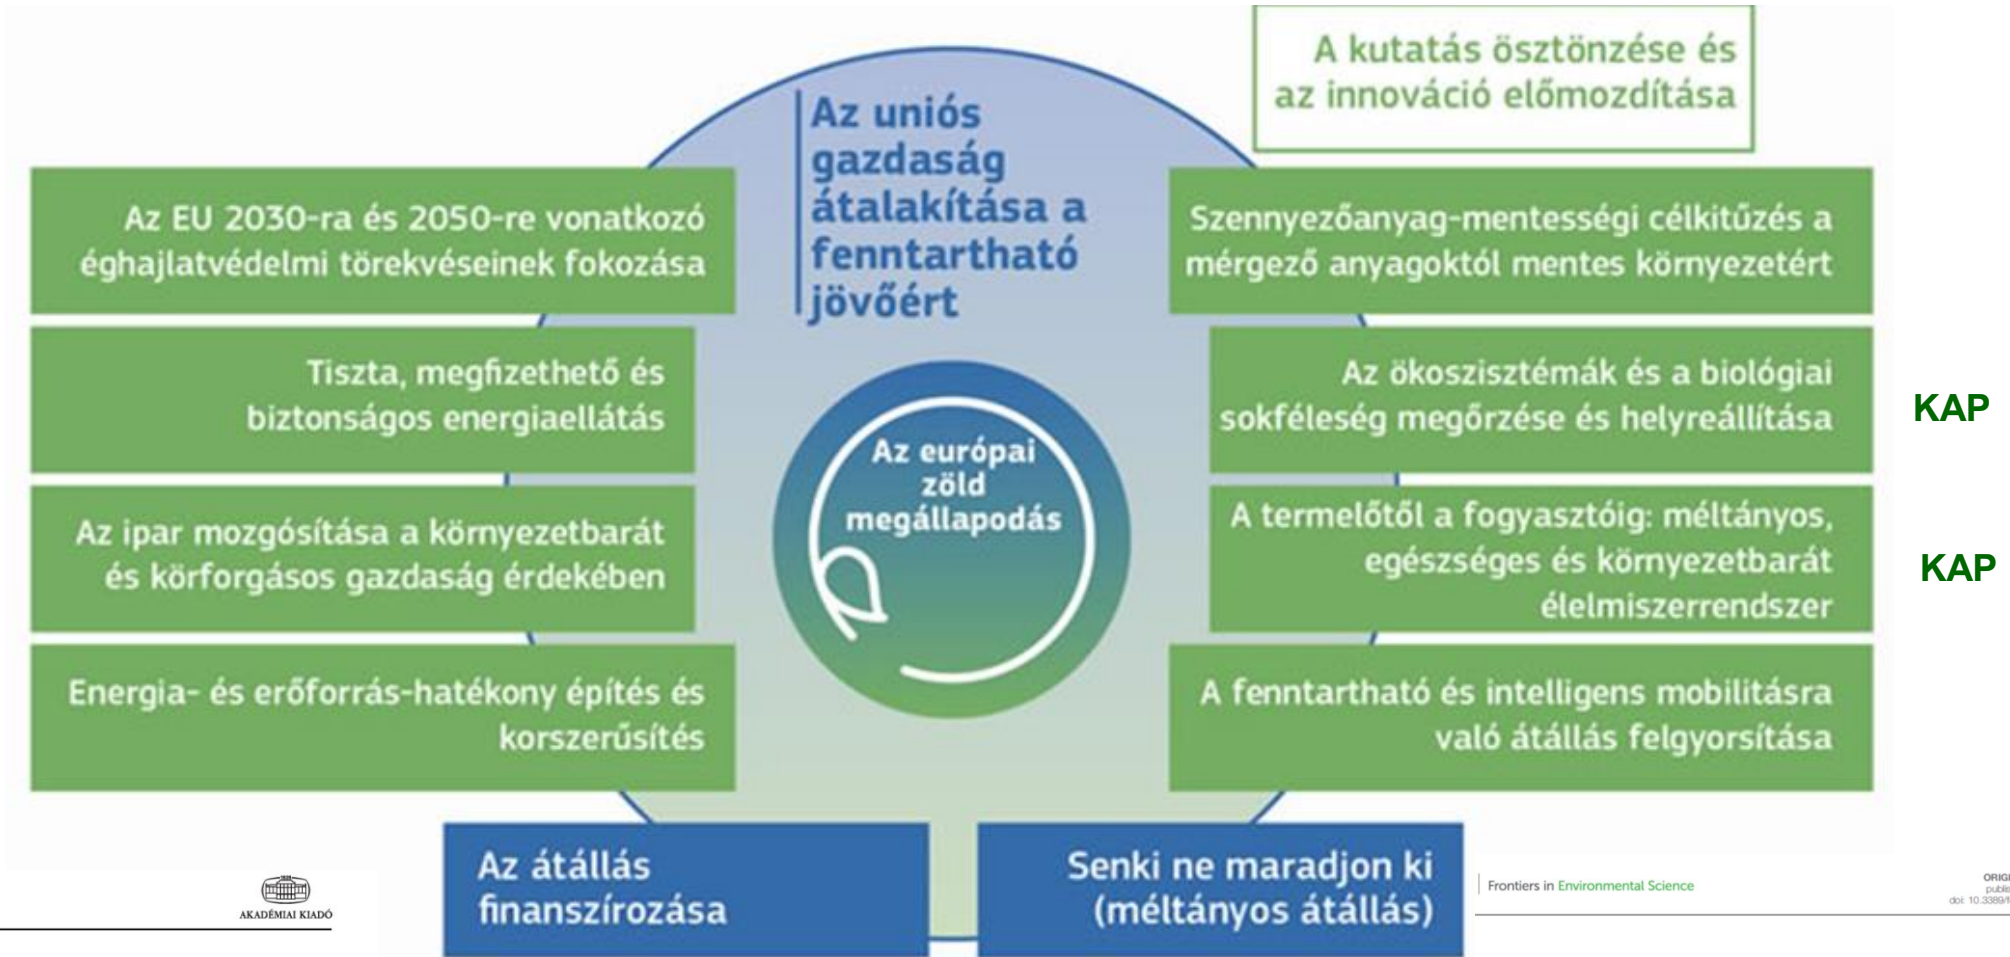 A kutatás ösztönzése és
az innováció előmozdítása
Az uniós
gazdaság
átalakítása a
fenntartható
jövőért
Az EU 2030-ra és 2050-re vonatkozó
éghajlatvédelmi törekvéseinek fokozása
Szennyezőanyag-mentességi célkitűzés a
mérgező anyagoktól mentes környezetért
Tiszta, megfizethető és
biztonságos energiaellátás
Az ökoszisztémák és a biológiai
sokféleség megőrzése és helyreállítása
KAP
Az európai
zöld
megállapodás
Az ipar mozgósítása a környezetbarát
és körforgásos gazdaság érdekében
A termelőtől a fogyasztóig: méltányos,
egészséges és környezetbarát
élelmiszerrendszer
KAP
Energia- és erőforrás-hatékony építés és
korszerűsítés
A fenntartható és intelligens mobilitásra
való átállás felgyorsítása
Az átállás
finanszírozása
Senki ne maradjon ki
(méltányos átállás)
AKADÉMIAI KIADÓ
Frontiers in Environmental Science
doi: 10.3389/